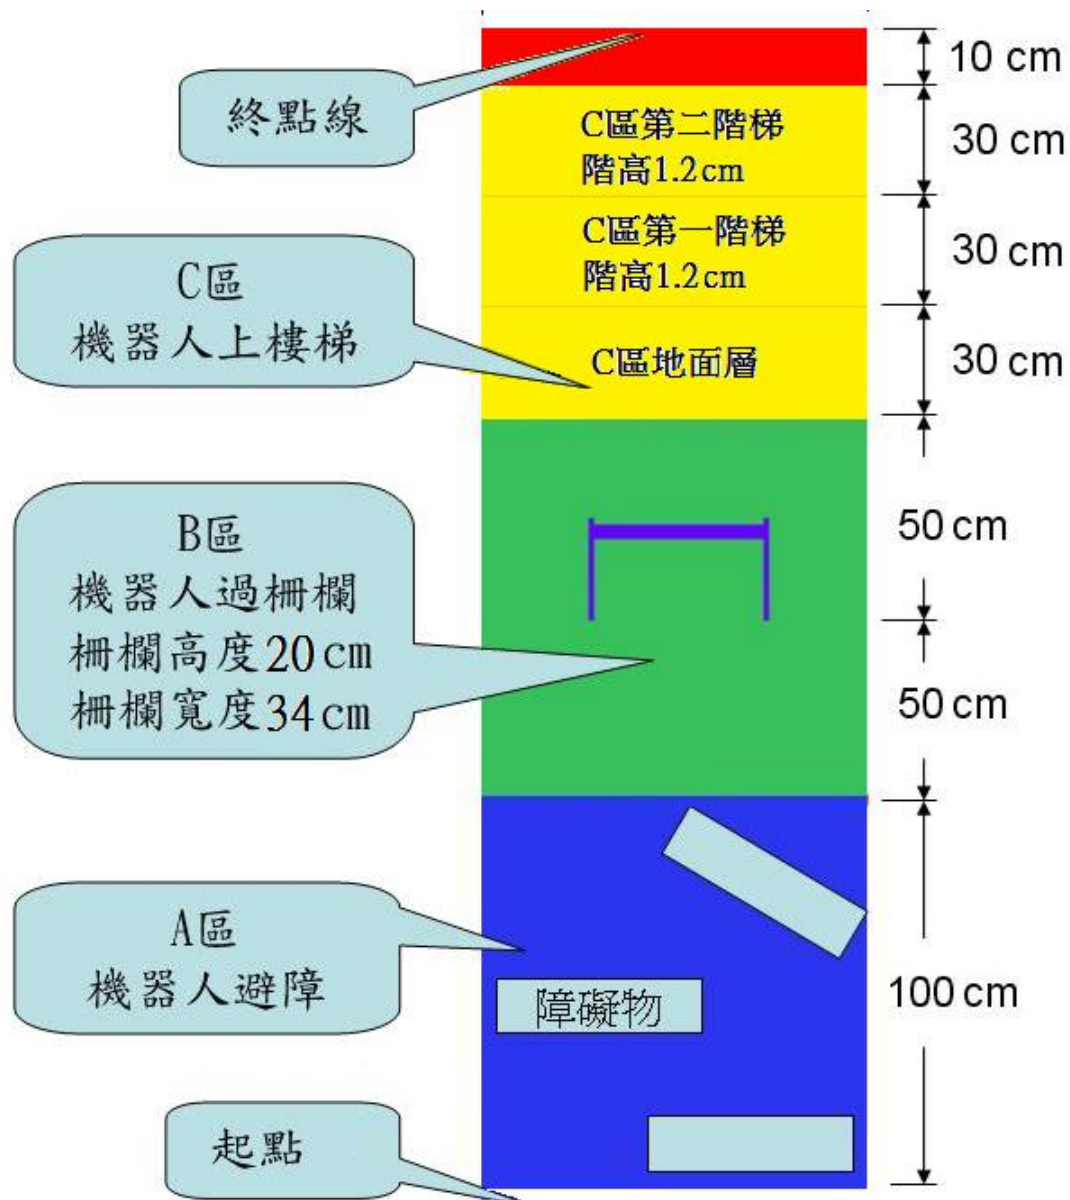 終點線
C區
機器人上樓梯
B區
機器人過柵欄
柵欄高度20cm
柵欄寬度34cm
A區
機器人避障
起點
C區第二階梯
階高1.2cm
C區第一階梯
階高1.2cm
C區地面層
障礙物
10 cm
30 cm
30 cm
30 cm
50 cm
50 cm
100 cm